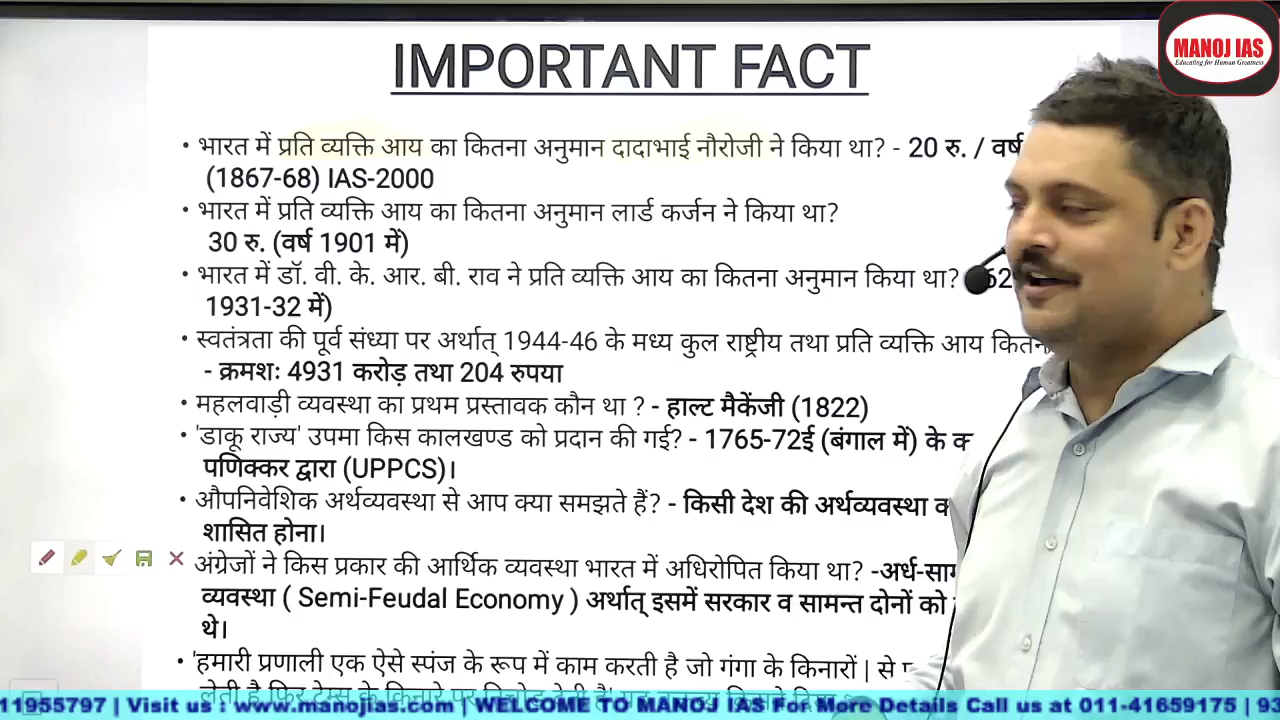 IMPORTANT FACT
MANOJ IAS
Educating for Human Greatness
• भारत में प्रति व्यक्ति आय का कितना अनुमान दादाभाई नौरोजी ने किया था? - 20 रु. / वर्ष
(1867-68) IAS-2000
• भारत में प्रति व्यक्ति आय का कितना अनुमान लार्ड कर्जन ने किया था?
30 रु. (वर्ष 1901 में)
• भारत में डॉ. वी. के. आर. बी. राव ने प्रति व्यक्ति आय का कितना अनुमान किया था?
1931-32 में)
• स्वतंत्रता की पूर्व संध्या पर अर्थात् 1944-46 के मध्य कुल राष्ट्रीय तथा प्रति व्यक्ति आय
- क्रमशः 4931 करोड़ तथा 204 रुपया
• महलवाड़ी व्यवस्था का प्रथम प्रस्तावक कौन था ? - हाल्ट मैकेंजी (1822)
• 'डाकू राज्य' उपमा किस कालखण्ड को प्रदान की गई? - 1765-72ई (बंगाल में) के
पणिक्कर द्वारा (UPPCS)।
• औपनिवेशिक अर्थव्यवस्था से आप क्या समझते हैं? - किसी देश की अर्थव्यवस्था
शासित होना।
अंग्रेजों ने किस प्रकार की आर्थिक व्यवस्था भारत में अधिरोपित किया था?
व्यवस्था ( Semi-Feudal Economy ) अर्थात् इसमें सरकार व सामन्त दोनों को
थे।
• 'हमारी प्रणाली एक ऐसे स्पंज के रूप में काम करती है जो गंगा के किनारों | से
11955797 | Visit us : www.manojias.com | WELCOME TO MANOJ IAS For More Details Call us at 011-41659175 | 93